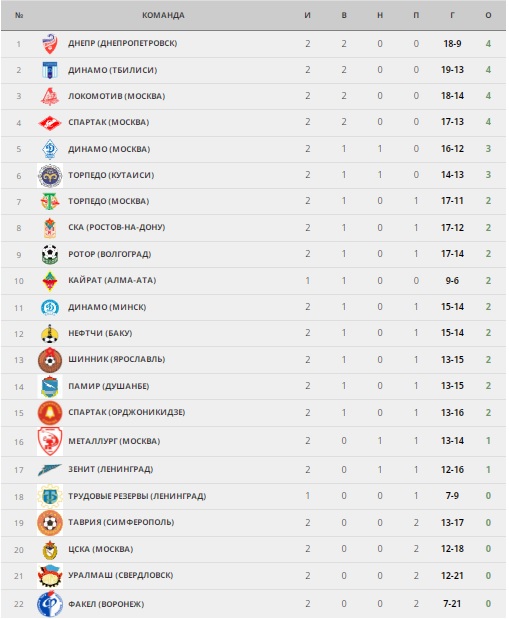 № КОМАНДА И В Н П Г О
1 ДНЕПР (ДНЕПРОПЕТРОВСК) 2 2 0 0 18-9 4
2 ДИНАМО (ТБИЛИСИ) 2 2 0 0 19-13 4
3 ЛОКОМОТИВ (МОСКВА) 2 2 0 0 18-14 4
4 СПАРТАК (МОСКВА) 2 2 0 0 17-13 4
5 ДИНАМО (МОСКВА) 2 1 1 0 16-12 3
6 ТОРПЕДО (КУТАИСИ) 2 1 1 0 14-13 3
7 ТОРПЕДО (МОСКВА) 2 1 0 1 17-11 2
8 СКА (РОСТОВ-НА-ДОНУ) 2 1 0 1 17-12 2
9 РОТОР (ВОЛГОГРАД) 2 1 0 1 17-14 2
10 КАЙРАТ (АЛМА-АТА) 1 1 0 0 9-6 2
11 ДИНАМО (МИНСК) 2 1 0 1 15-14 2
12 НЕФТЧИ (БАКУ) 2 1 0 1 15-14 2
13 ШИННИК (ЯРОСЛАВЛЬ) 2 1 0 1 13-15 2
14 ПАМИР (ДУШАНБЕ) 2 1 0 1 13-15 2
15 СПАРТАК (ОРДЖОНИКИДЗЕ) 2 1 0 1 13-16 2
16 МЕТАЛЛУРГ (МОСКВА) 2 0 1 1 13-14 1
17 ЗЕНИТ (ЛЕНИНГРАД) 2 0 1 1 12-16 1
18 ТРУДОВЫЕ РЕЗЕРВЫ (ЛЕНИНГРАД) 1 0 0 1 7-9 0
19 ТАВРИЯ (СИМФЕРОПОЛЬ) 2 0 0 2 13-17 0
20 ЦСКА (МОСКВА) 2 0 0 2 12-18 0
21 УРАЛМАШ (СВЕРДЛОВСК) 2 0 0 2 12-21 0
22 ФАКЕЛ (ВОРОНЕЖ) 2 0 0 2 7-21 0